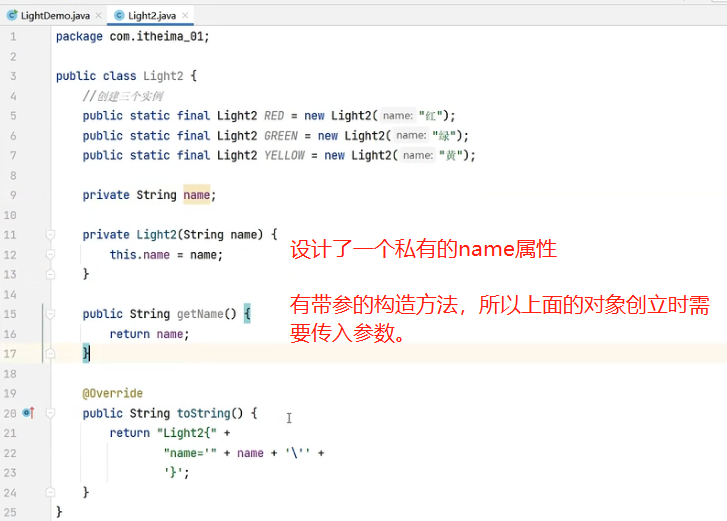 LightDemo.java × Light2.java ×
1 package com.itheima_01;
2
3 public class Light2 {
4 //创建三个实例
5 public static final Light2 RED = new Light2( name: "红");
6 public static final Light2 GREEN = new Light2( name: "绿");
7 public static final Light2 YELLOW = new Light2( name: "黄");
8
9 private String name;
10
11 private Light2(String name) {
12 this.name = name;
13 }
14
15 public String getName() {
16 return name;
17 }
18
19 @Override
20 public String toString() {
21 return "Light2{" +
22 "name='" + name + '\'' +
23 '}';
24 }
25 }
设计了一个私有的name属性
有带参的构造方法，所以上面的对象创立时需
要传入参数。